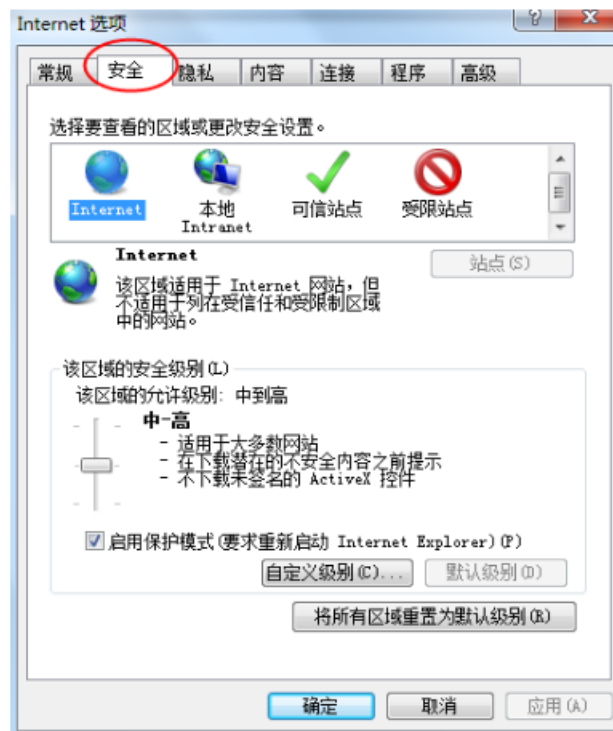 Internet 选项
常规 安全 隐私 内容 连接 程序 高级
选择要查看的区域或更改安全设置。
Internet 本地 Intranet 可信站点 受限站点
Internet
站点(S)
该区域适用于 Internet 网站，但
不适用于列在受信任和受限制区域
中的网站。
该区域的安全级别(L)
该区域的允许级别: 中到高
中-高
- 适用于大多数网站
- 在下载潜在的不安全内容之前提示
- 不下载未签名的 ActiveX 控件
启用保护模式(要求重新启动 Internet Explorer)(P)
自定义级别(C)... 默认级别(D)
将所有区域重置为默认级别(R)
确定 取消 应用(A)